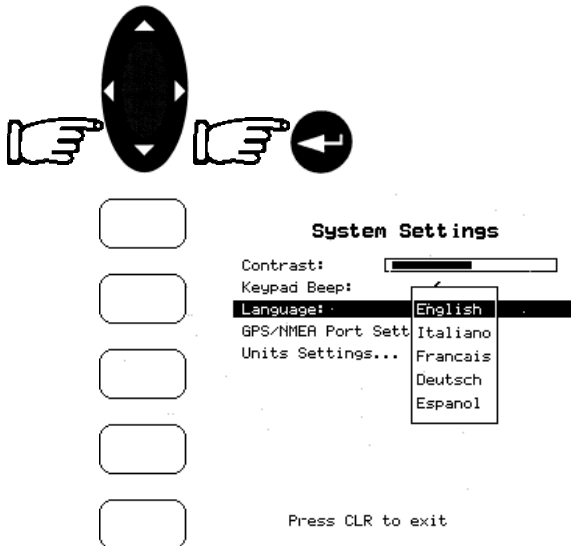 System Settings
Contrast:
Keypad Beep:
Language: English
GPS/NMEA Port Sett Italiano
Units Settings... Francais
Deutsch
Espanol
Press CLR to exit